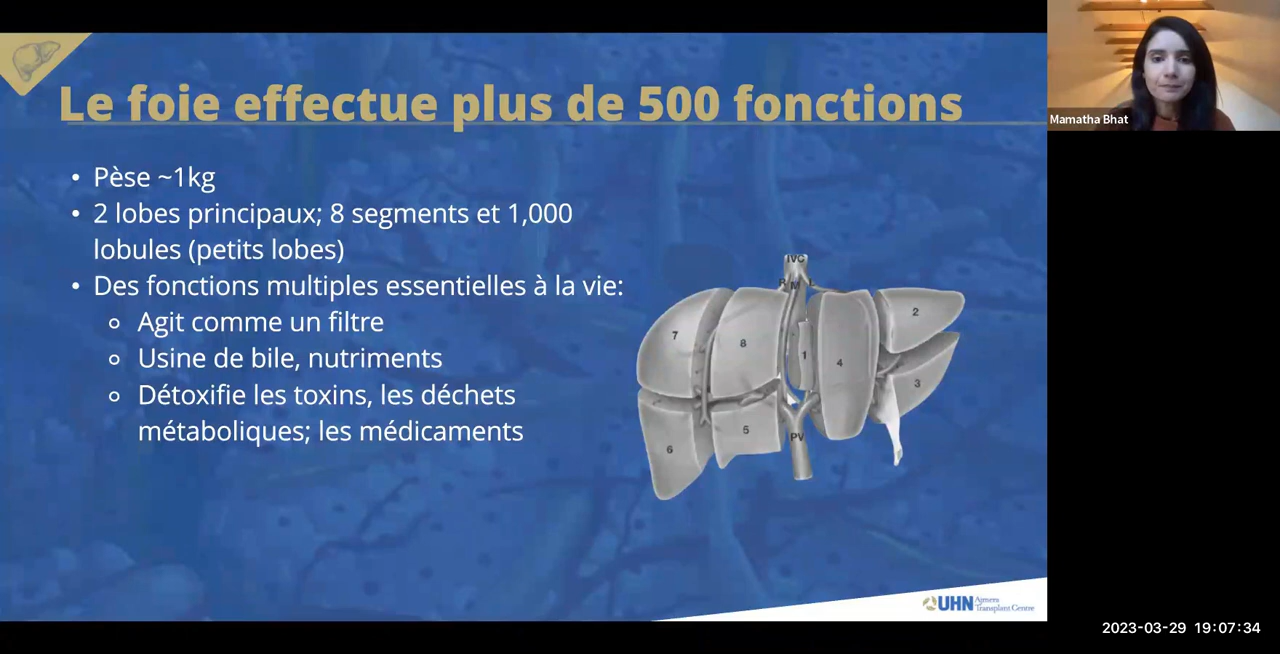 Le foie effectue plus de 500 fonctions
• Pèse ~1kg
• 2 lobes principaux; 8 segments et 1,000
lobules (petits lobes)
• Des fonctions multiples essentielles à la vie:
o Agit comme un filtre
o Usine de bile, nutriments
o Détoxifie les toxins, les déchets
métaboliques; les médicaments
IVC
R M L
7
8
1
4
2
3
5
6
PV
UHN Ajmera
Transplant Centre
Mamatha Bhat
2023-03-29 19:07:34